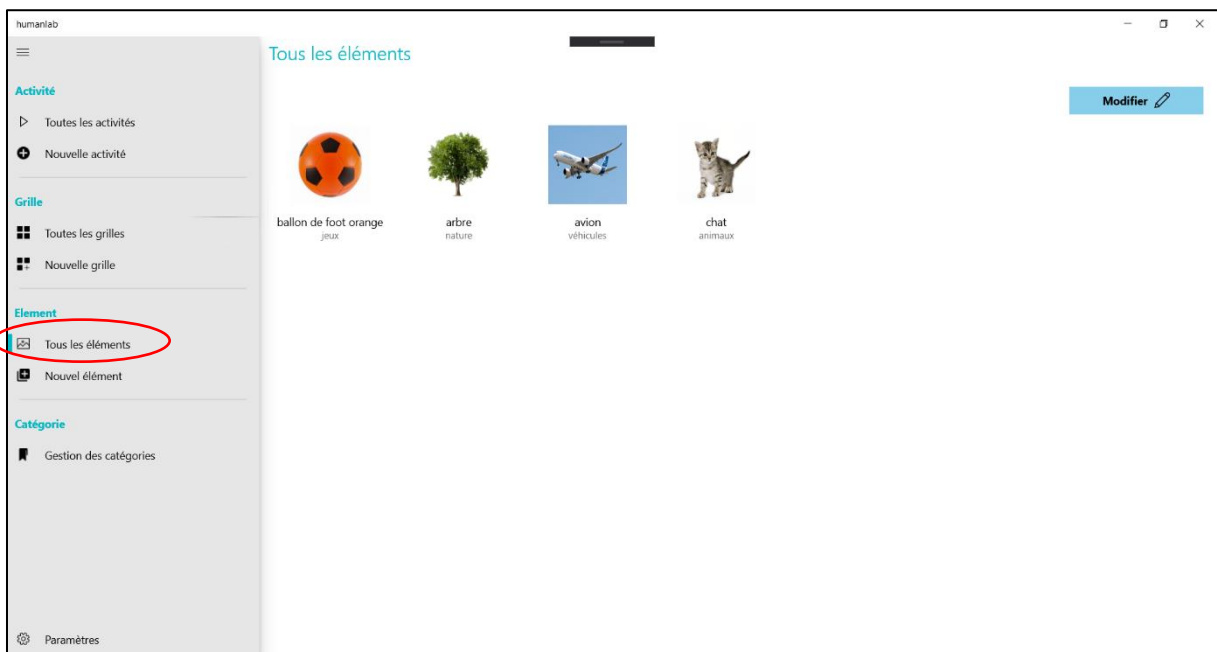 humanlab
Tous les éléments
Activité
Toutes les activités
Nouvelle activité
Grille
Toutes les grilles
Nouvelle grille
Element
Tous les éléments
Nouvel élément
Catégorie
Gestion des catégories
Paramètres
Modifier
ballon de foot orange
jeux
arbre
nature
avion
véhicules
chat
animaux